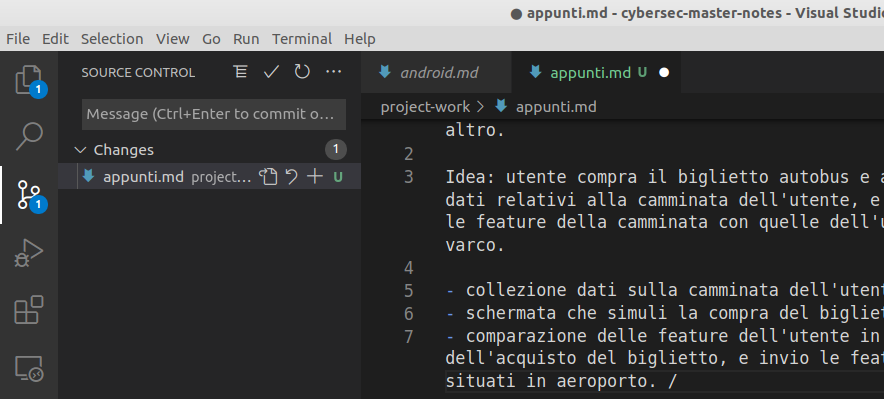 ● appunti.md - cybersec-master-notes - Visual Studio
File Edit Selection View Go Run Terminal Help
SOURCE CONTROL
Message (Ctrl+Enter to commit o...
Changes 1
appunti.md project... U
1
1
android.md
appunti.md U ●
project-work > appunti.md
altro.
2
3 Idea: utente compra il biglietto autobus e a
dati relativi alla camminata dell'utente, e
le feature della camminata con quelle dell'u
varco.
4
5 - collezione dati sulla camminata dell'utent
6 - schermata che simuli la compra del bigliet
7 - comparazione delle feature dell'utente in
dell'acquisto del biglietto, e invio le feat
situati in aeroporto. /